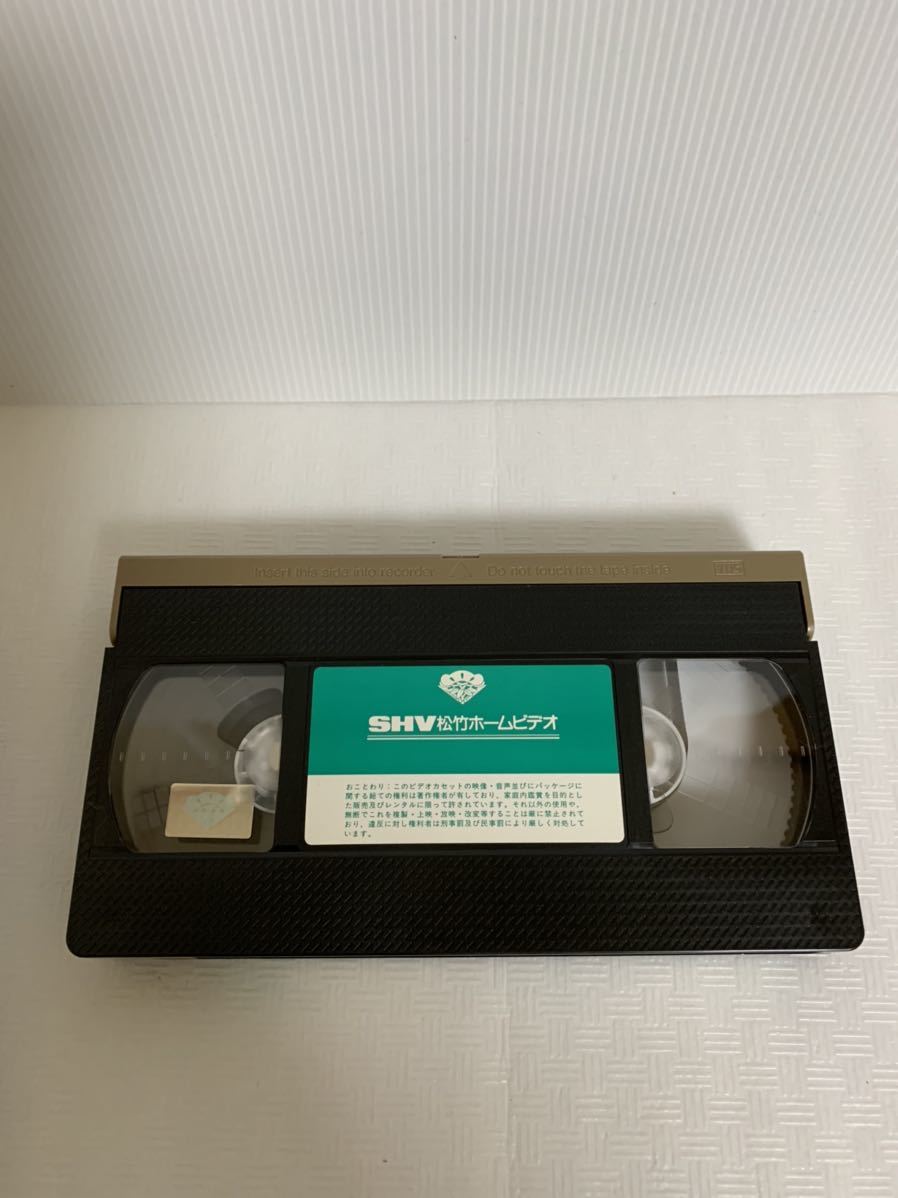 Insert this side into recorder Do not touch the tape inside VHS
SHV松竹ホームビデオ
おことわり：このビデオカセットの映像・音声並びにパッケージに
関する総ての権利は著作権者が有しており、家庭内鑑賞を目的とし
た販売及びレンタルに限って許されています。それ以外の使用や、
無断でこれを複製・上映・放映・改変等することは厳に禁止されて
おり、違反に対し権利者は刑事罰及び民事罰により厳しく対処して
います。